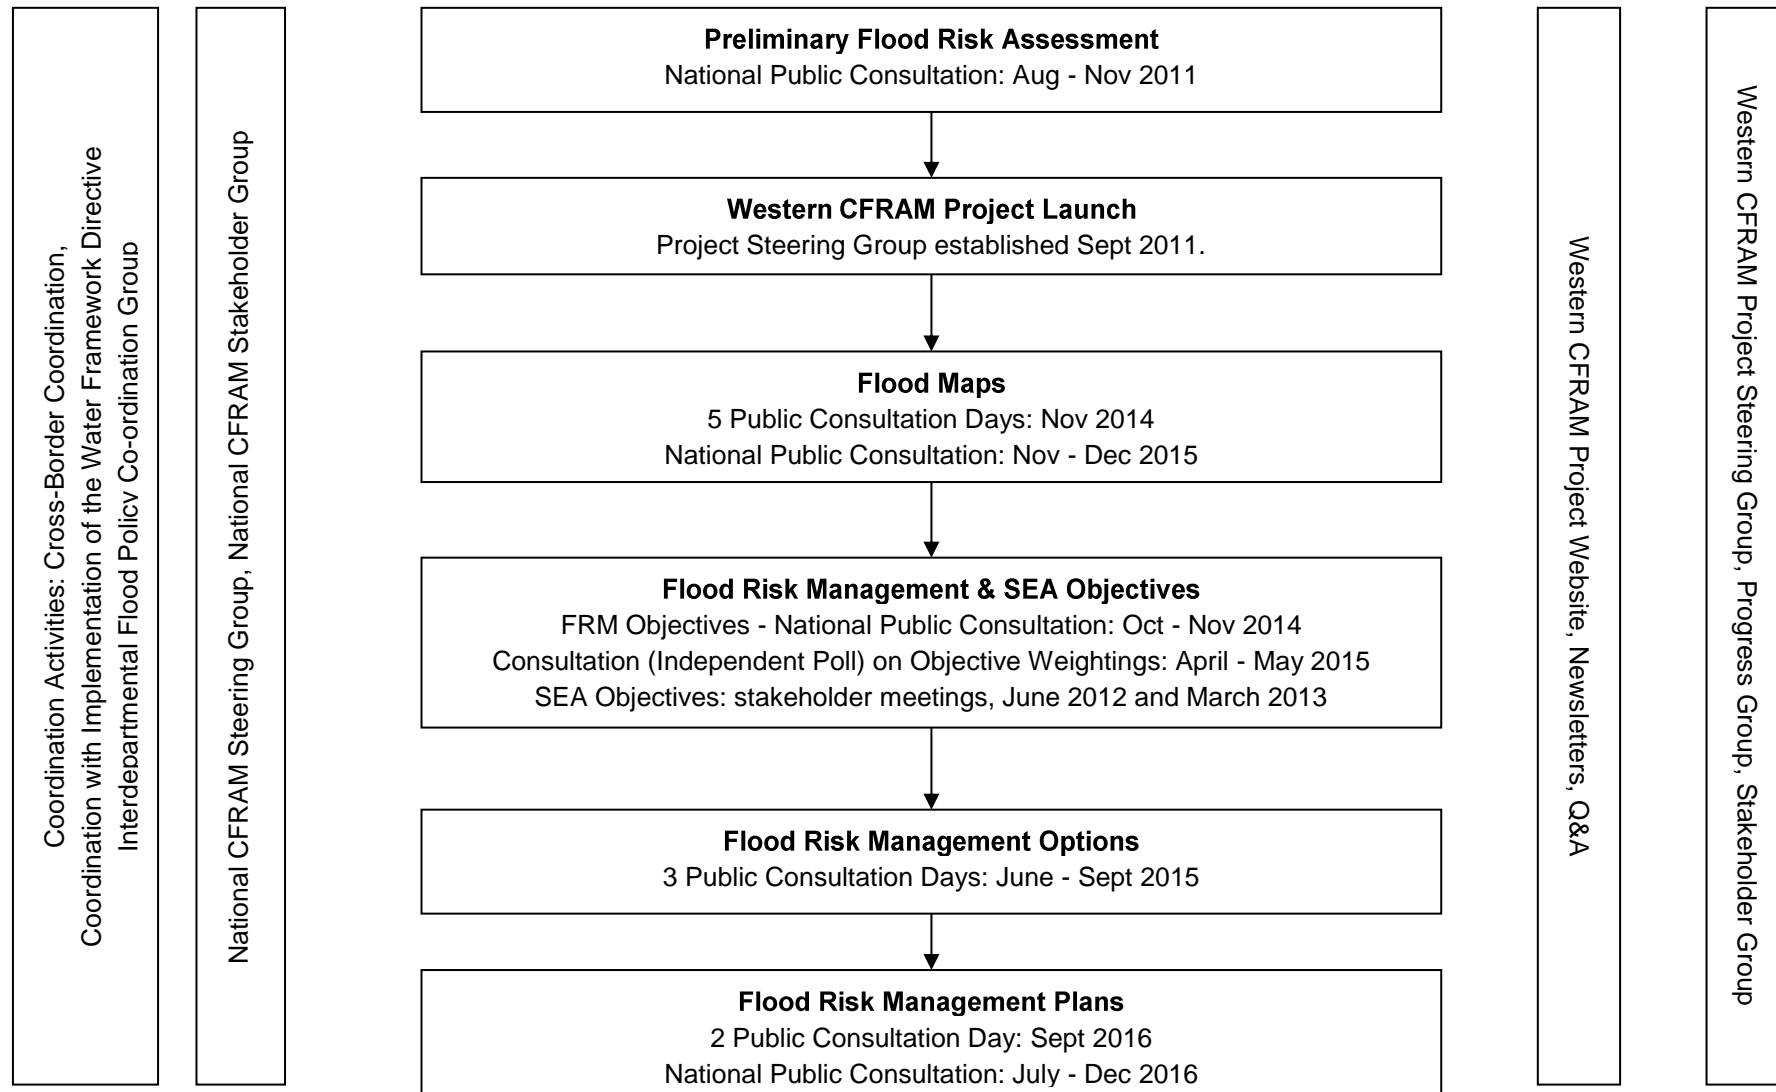 Coordination Activities: Cross-Border Coordination,
Coordination with Implementation of the Water Framework Directive
Interdepartmental Flood Policy Co-ordination Group
National CFRAM Steering Group, National CFRAM Stakeholder Group
Preliminary Flood Risk Assessment
National Public Consultation: Aug - Nov 2011
Western CFRAM Project Launch
Project Steering Group established Sept 2011.
Flood Maps
5 Public Consultation Days: Nov 2014
National Public Consultation: Nov - Dec 2015
Flood Risk Management & SEA Objectives
FRM Objectives - National Public Consultation: Oct - Nov 2014
Consultation (Independent Poll) on Objective Weightings: April - May 2015
SEA Objectives: stakeholder meetings, June 2012 and March 2013
Flood Risk Management Options
3 Public Consultation Days: June - Sept 2015
Flood Risk Management Plans
2 Public Consultation Day: Sept 2016
National Public Consultation: July - Dec 2016
Western CFRAM Project Website, Newsletters, Q&A
Western CFRAM Project Steering Group, Progress Group, Stakeholder Group